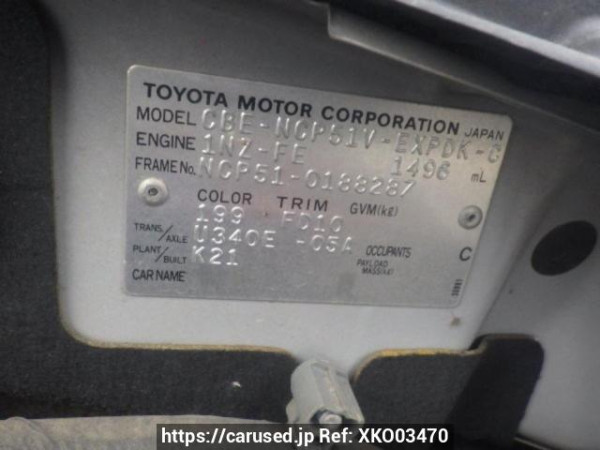 TOYOTA MOTOR CORPORATION JAPAN
MODEL CBE-NCP51V-EXPDK-G
ENGINE 1NZ-FE 1496 mL
FRAME No. NCP51-0188287
COLOR TRIM GVM(kg)
199 FD10
TRANS/AXLE U340E -05A OCCUPANTS C
PLANT/BUILT K21 PAYLOAD
CAR NAME
https://carused.jp Ref: XKO03470